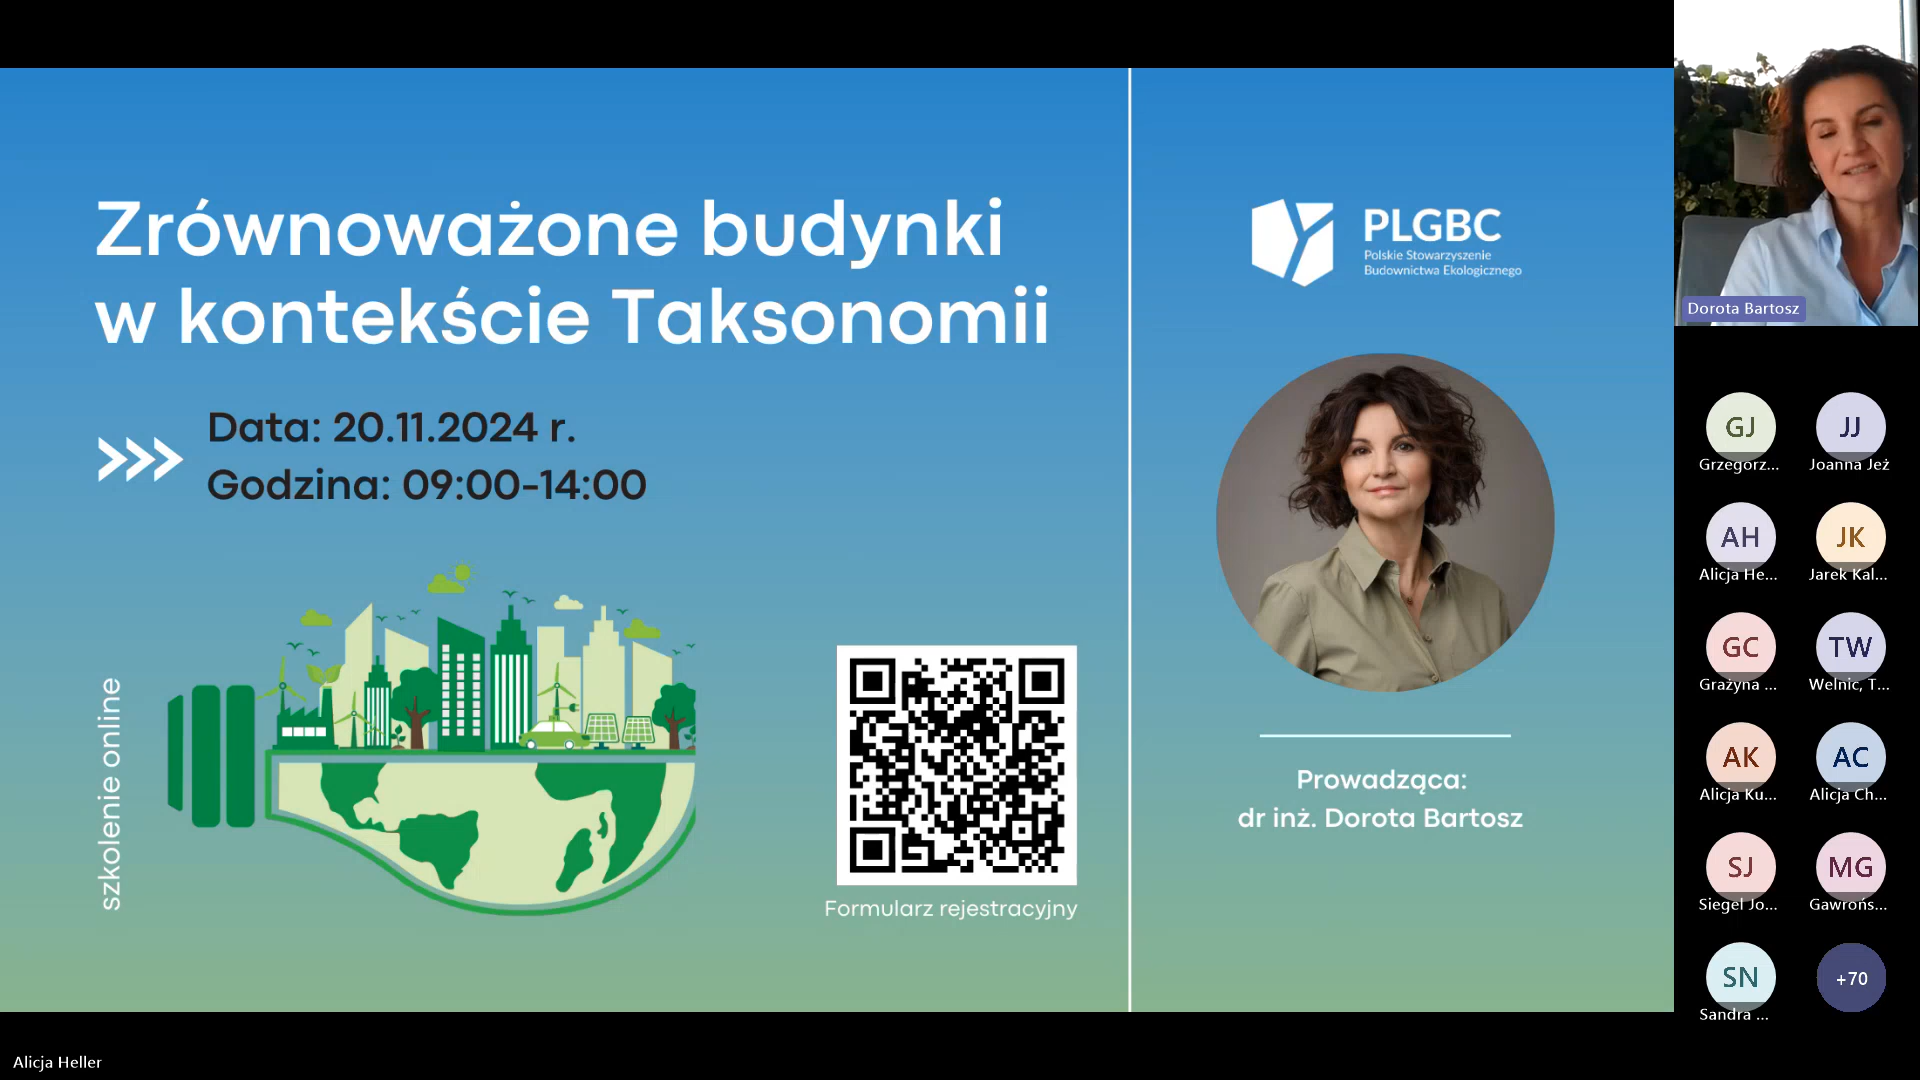 Zrównoważone budynki
w kontekście Taksonomii
Data: 20.11.2024 r.
Godzina: 09:00-14:00
szkolenie online
Formularz rejestracyjny
PLGBC
Polskie Stowarzyszenie
Budownictwa Ekologicznego
Prowadząca:
dr inż. Dorota Bartosz
Dorota Bartosz
GJ
Grzegorz...
JJ
Joanna Jeż
AH
Alicja He...
JK
Jarek Kal...
GC
Grażyna ...
TW
Welnic, T...
AK
Alicja Ku...
AC
Alicja Ch...
SJ
Siegel Jo...
MG
Gawrońs...
SN
Sandra ...
+70
Alicja Heller